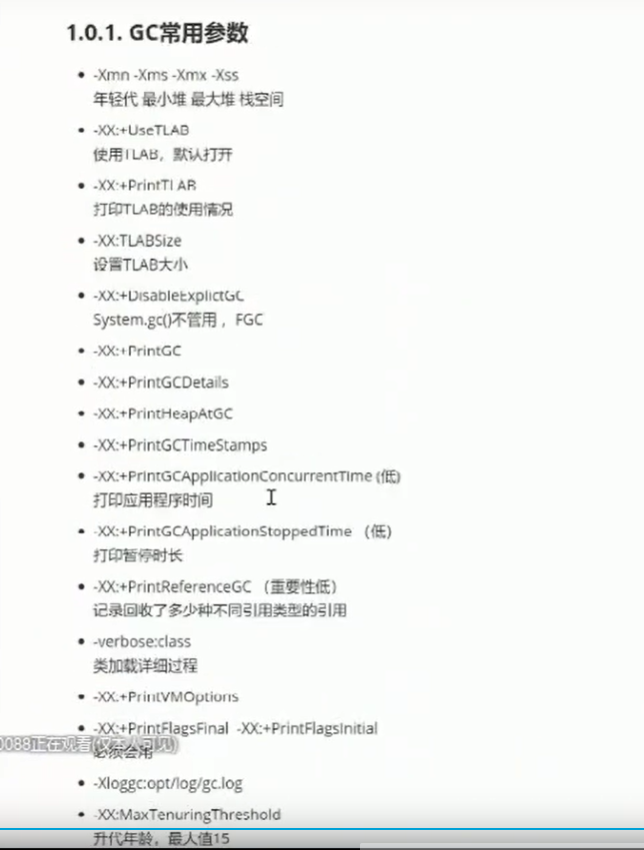 1.0.1. GC常用参数
-Xmn -Xms -Xmx -Xss
年轻代 最小堆 最大堆 栈空间
-XX:+UseTLAB
使用TLAB，默认打开
-XX:+PrintTLAB
打印TLAB的使用情况
-XX:TLABSize
设置TLAB大小
-XX:+DisableExplictGC
System.gc()不管用 ，FGC
-XX:+PrintGC
-XX:+PrintGCDetails
-XX:+PrintHeapAtGC
-XX:+PrintGCTimeStamps
-XX:+PrintGCApplicationConcurrentTime (低)
打印应用程序时间
-XX:+PrintGCApplicationStoppedTime （低）
打印暂停时长
-XX:+PrintReferenceGC （重要性低）
记录回收了多少种不同引用类型的引用
-verbose:class
类加载详细过程
-XX:+PrintVMOptions
-XX:+PrintFlagsFinal -XX:+PrintFlagsInitial
0088正在观看(仅本人可见)
必须会用
-Xloggc:opt/log/gc.log
-XX:MaxTenuringThreshold
升代年龄，最大值15